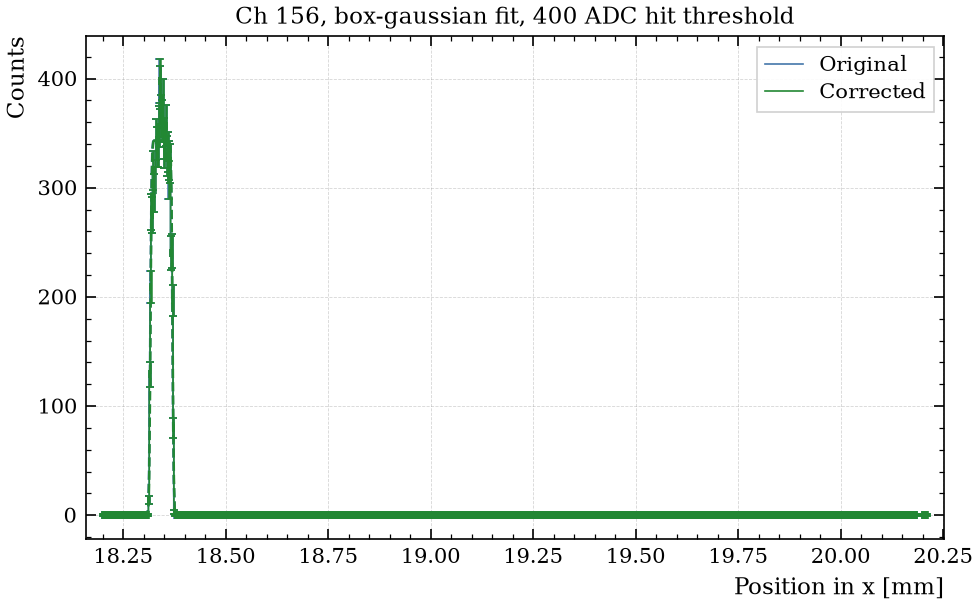 Ch 156, box-gaussian fit, 400 ADC hit threshold
Counts
Original
Corrected
400
300
200
100
0
18.25 18.50 18.75 19.00 19.25 19.50 19.75 20.00 20.25
Position in x [mm]